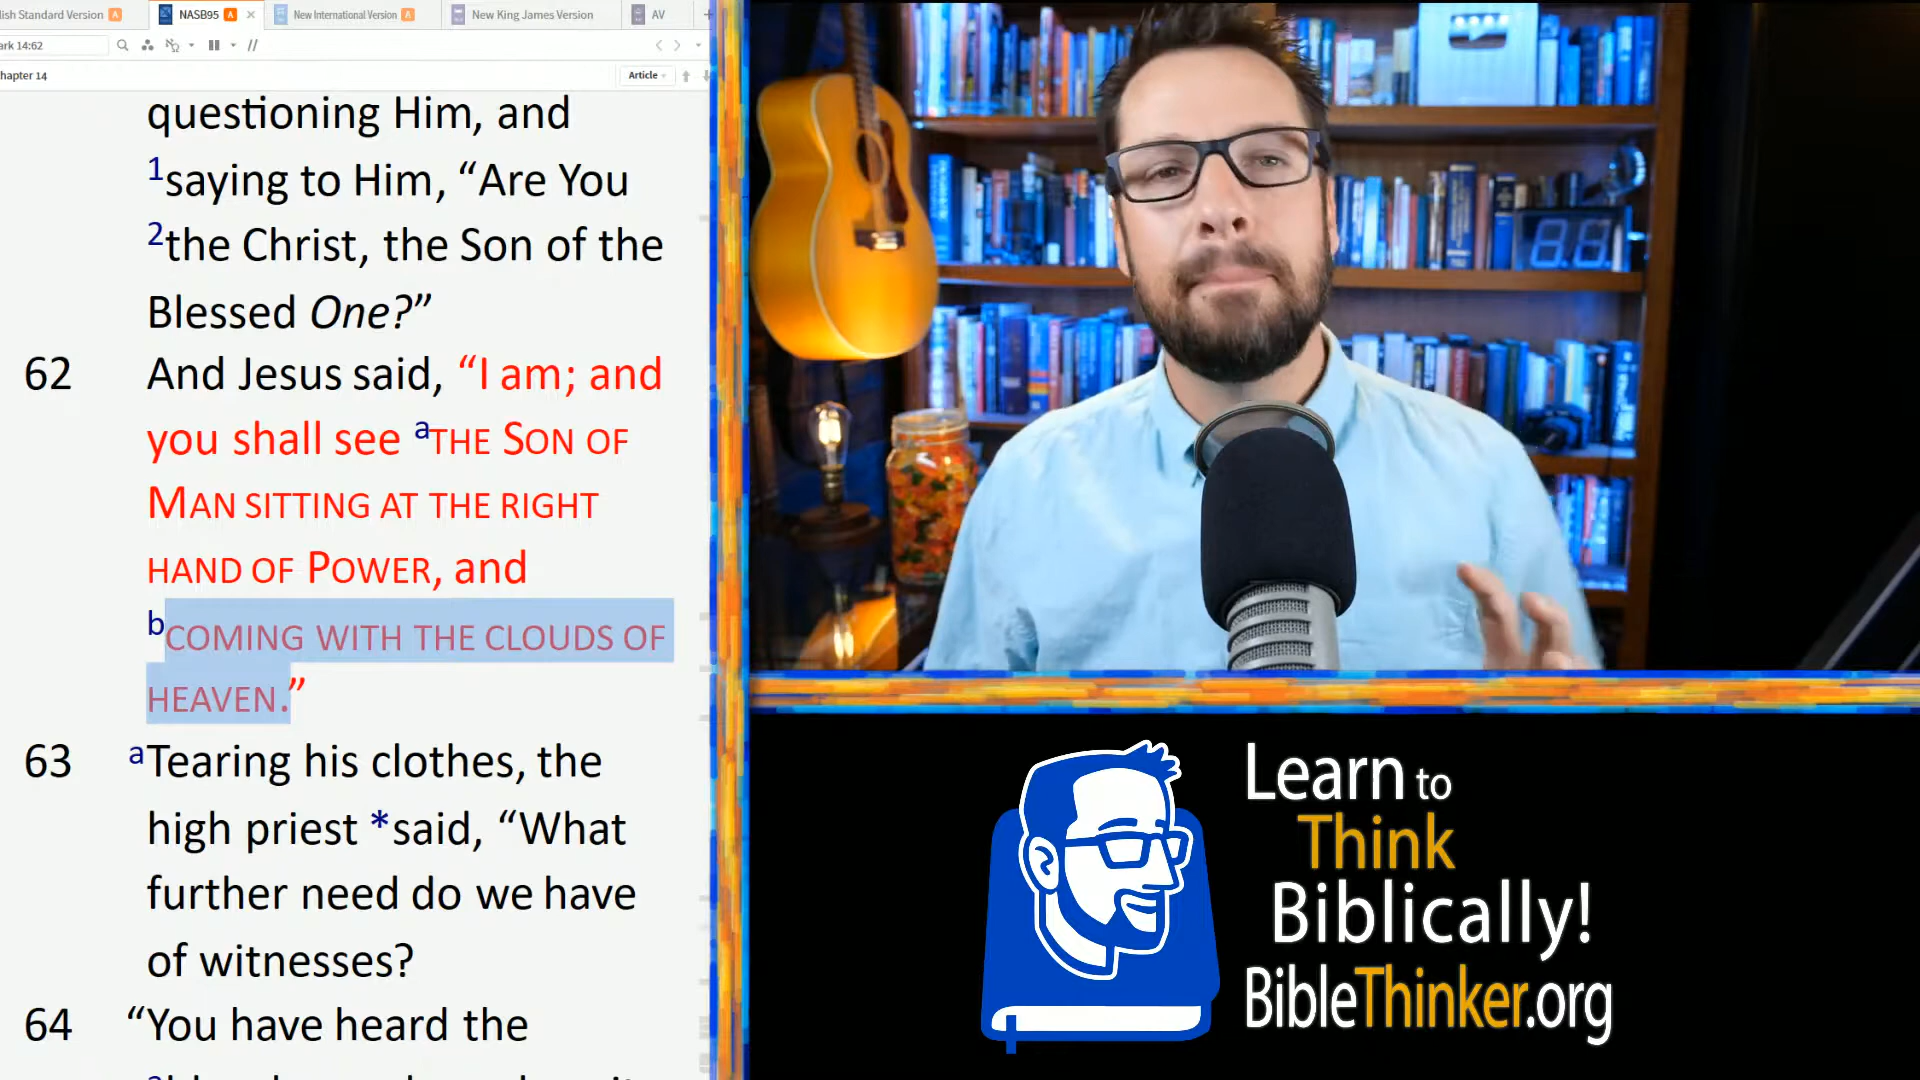 lish Standard Version A
NASB95 A ×
New International Version A
New King James Version
AV
ark 14:62
hapter 14
Article
questioning Him, and
1saying to Him, “Are You
2the Christ, the Son of the
Blessed One?”
62 And Jesus said, “I am; and
you shall see aTHE SON OF
MAN SITTING AT THE RIGHT
HAND OF POWER, and
bCOMING WITH THE CLOUDS OF
HEAVEN.”
63 aTearing his clothes, the
high priest *said, “What
further need do we have
of witnesses?
64 “You have heard the
Learn to
Think
Biblically!
BibleThinker.org